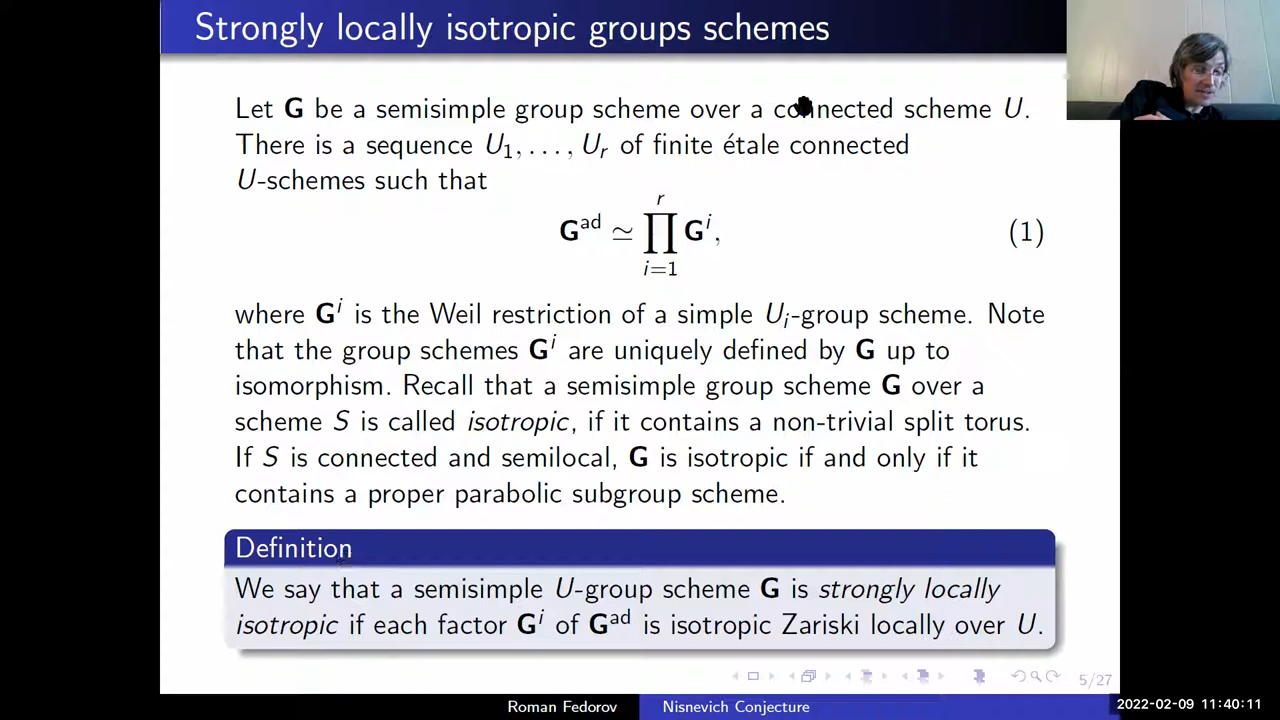 Strongly locally isotropic groups schemes
Let G be a semisimple group scheme over a connected scheme U.
There is a sequence U₁, . . . , Uᵣ of finite étale connected
U-schemes such that
Gᵃᵈ ≃ ∏ᵢ₌₁ʳ Gⁱ, (1)
where Gⁱ is the Weil restriction of a simple Uᵢ-group scheme. Note
that the group schemes Gⁱ are uniquely defined by G up to
isomorphism. Recall that a semisimple group scheme G over a
scheme S is called isotropic, if it contains a non-trivial split torus.
If S is connected and semilocal, G is isotropic if and only if it
contains a proper parabolic subgroup scheme.
Definition
We say that a semisimple U-group scheme G is strongly locally
isotropic if each factor Gⁱ of Gᵃᵈ is isotropic Zariski locally over U.
5/27
Roman Fedorov Nisnevich Conjecture
2022-02-09 11:40:11